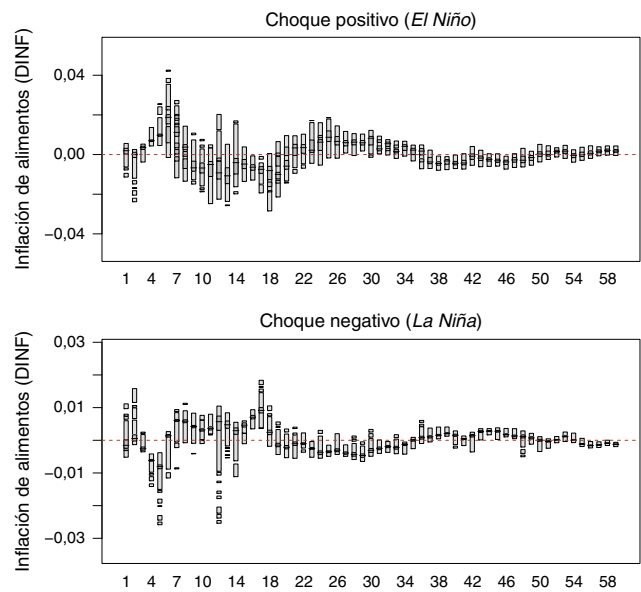 Choque positivo (El Niño)
Inflación de alimentos (DINF)
0,04
0,00
−0,04
1 4 7 10 14 18 22 26 30 34 38 42 46 50 54 58
Choque negativo (La Niña)
Inflación de alimentos (DINF)
0,03
0,01
−0,01
−0,03
1 4 7 10 14 18 22 26 30 34 38 42 46 50 54 58